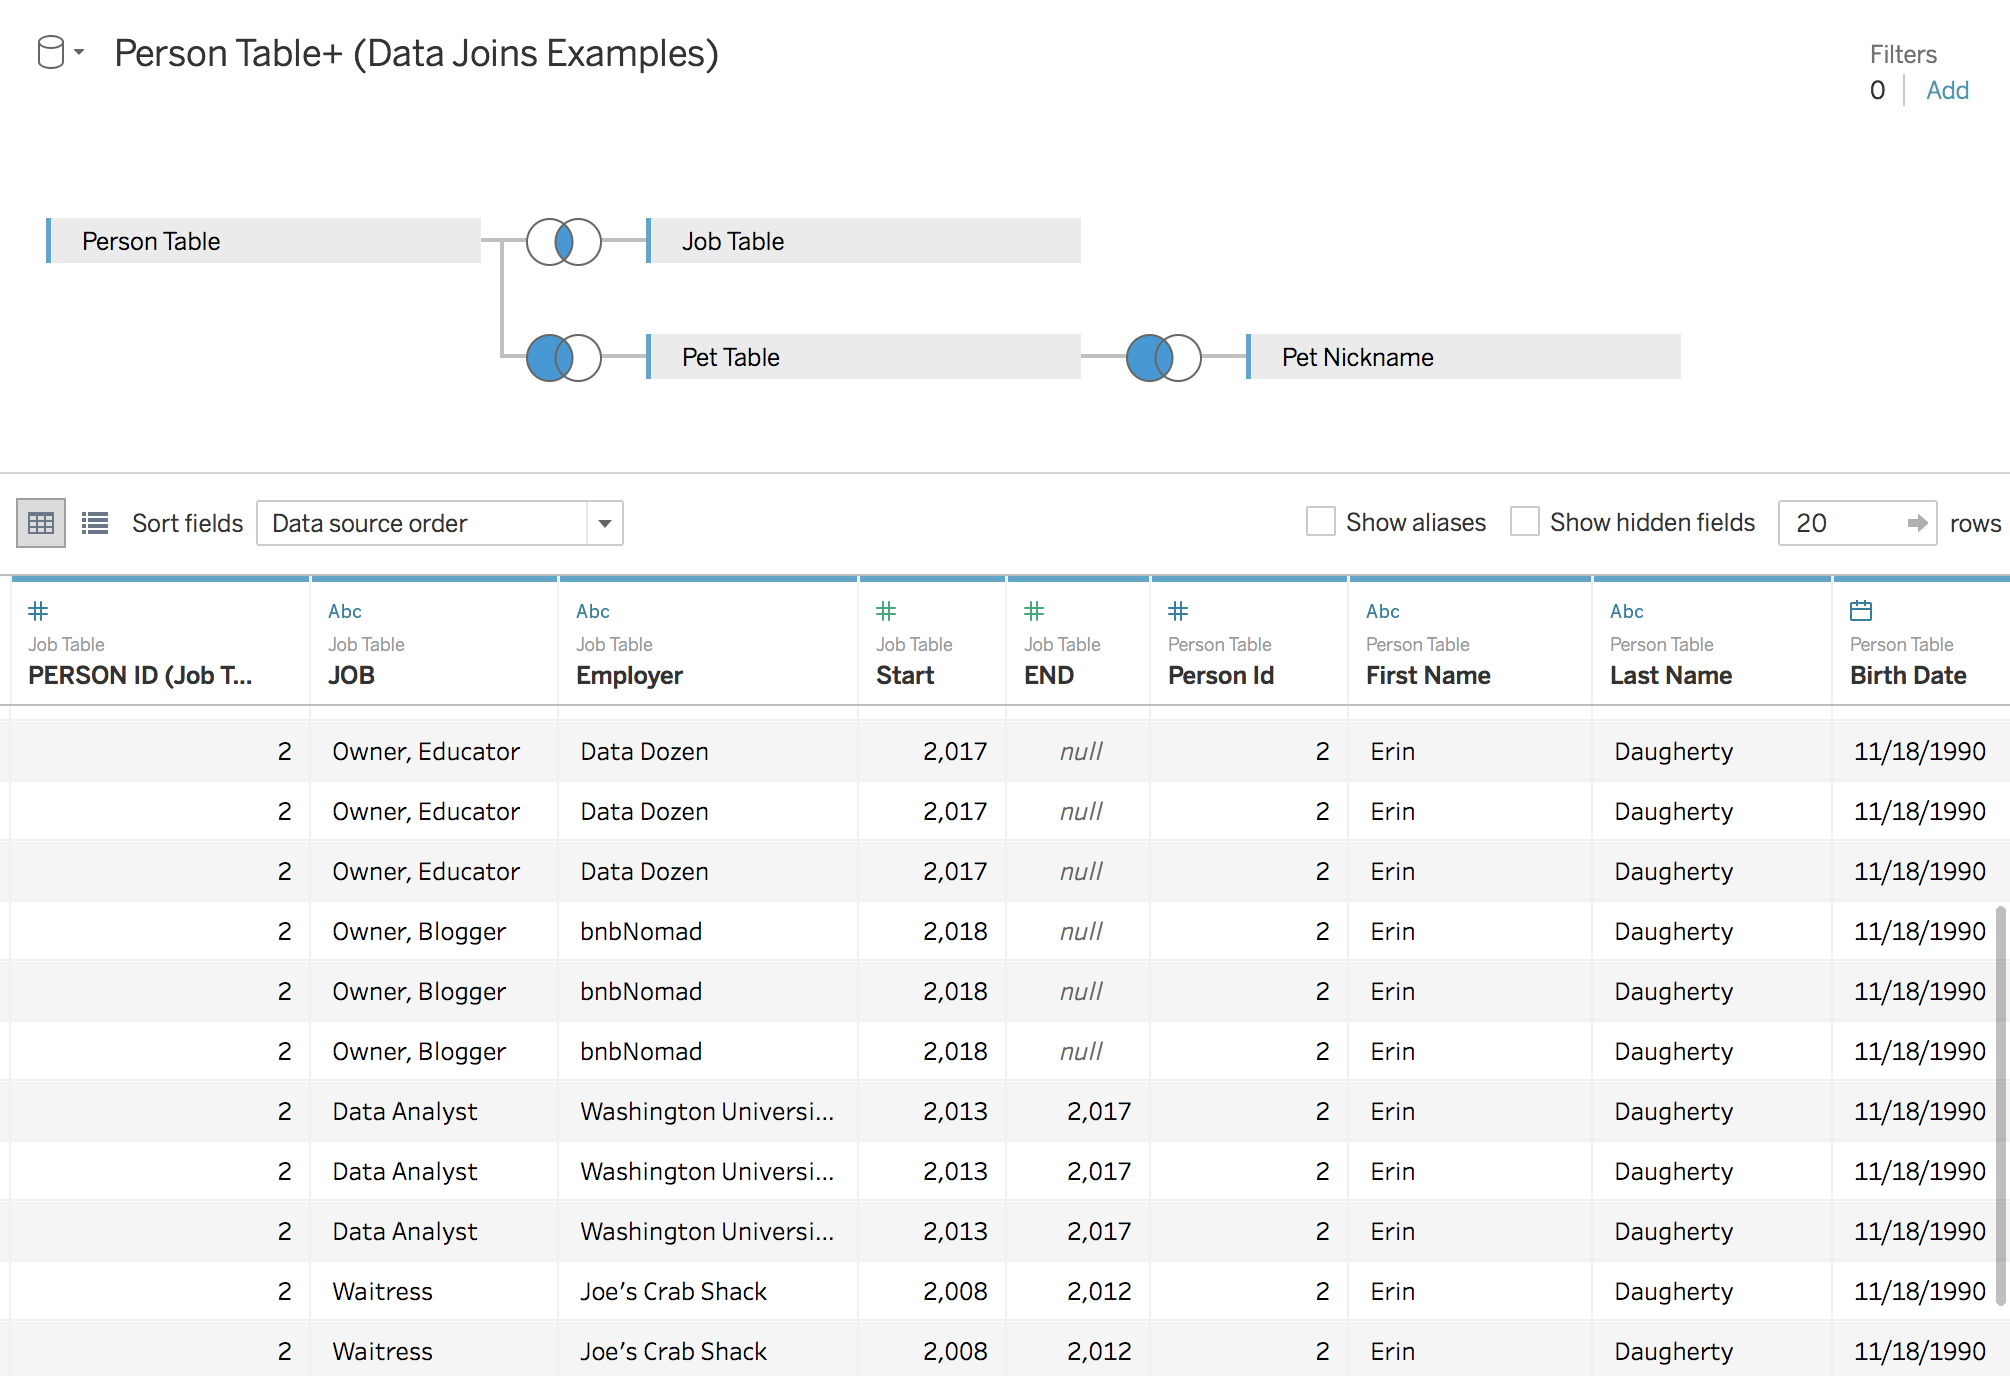 Person Table+ (Data Joins Examples)
Filters
0 Add
Person Table Job Table
Pet Table Pet Nickname
Sort fields Data source order Show aliases Show hidden fields 20 rows
# Abc Abc # # # Abc Abc
Job Table Job Table Job Table Job Table Job Table Person Table Person Table Person Table Person Table
PERSON ID (Job T... JOB Employer Start END Person Id First Name Last Name Birth Date
2 Owner, Educator Data Dozen 2,017 null 2 Erin Daugherty 11/18/1990
2 Owner, Educator Data Dozen 2,017 null 2 Erin Daugherty 11/18/1990
2 Owner, Educator Data Dozen 2,017 null 2 Erin Daugherty 11/18/1990
2 Owner, Blogger bnbNomad 2,018 null 2 Erin Daugherty 11/18/1990
2 Owner, Blogger bnbNomad 2,018 null 2 Erin Daugherty 11/18/1990
2 Owner, Blogger bnbNomad 2,018 null 2 Erin Daugherty 11/18/1990
2 Data Analyst Washington Universi... 2,013 2,017 2 Erin Daugherty 11/18/1990
2 Data Analyst Washington Universi... 2,013 2,017 2 Erin Daugherty 11/18/1990
2 Data Analyst Washington Universi... 2,013 2,017 2 Erin Daugherty 11/18/1990
2 Waitress Joe's Crab Shack 2,008 2,012 2 Erin Daugherty 11/18/1990
2 Waitress Joe's Crab Shack 2,008 2,012 2 Erin Daugherty 11/18/1990